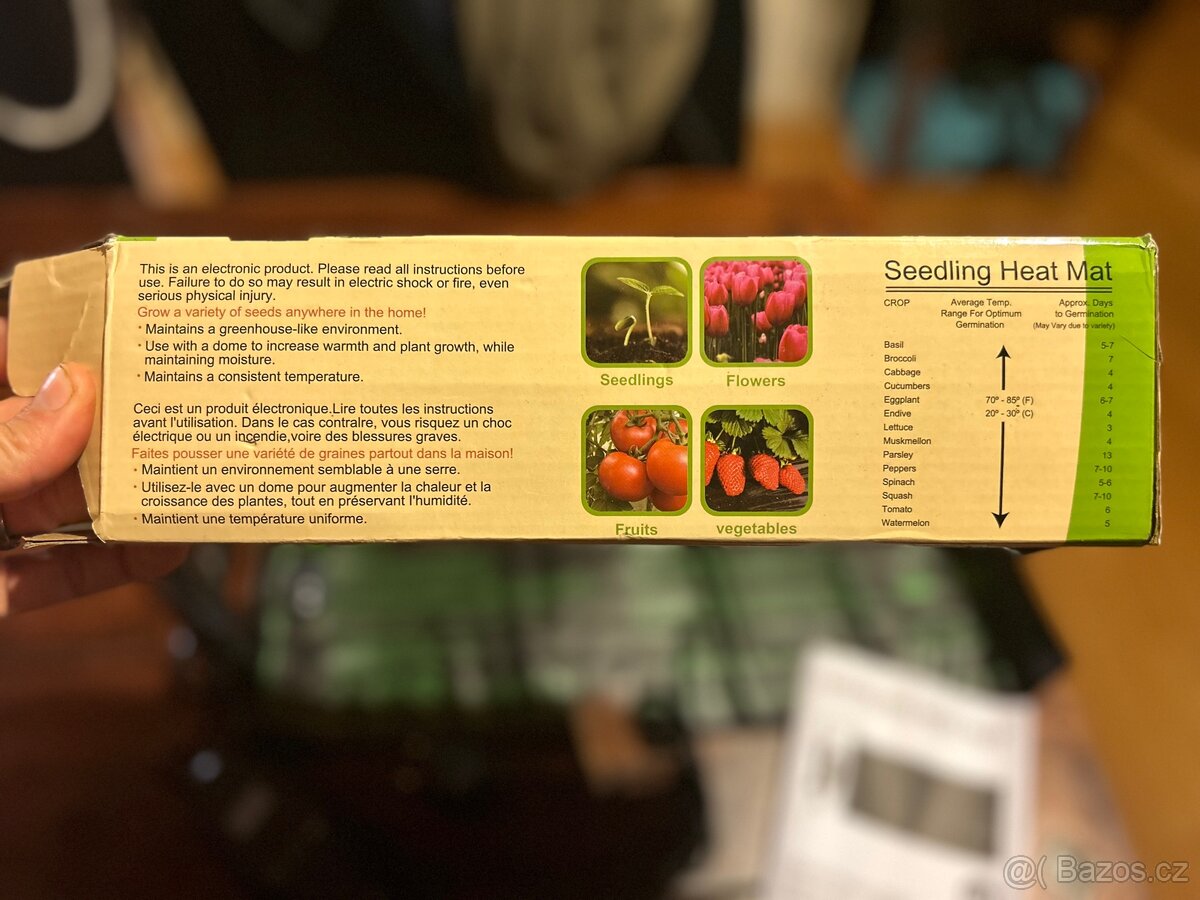 This is an electronic product. Please read all instructions before
use. Failure to do so may result in electric shock or fire, even
serious physical injury.
Grow a variety of seeds anywhere in the home!
• Maintains a greenhouse-like environment.
• Use with a dome to increase warmth and plant growth, while
maintaining moisture.
• Maintains a consistent temperature.
Ceci est un produit électronique.Lire toutes les instructions
avant l'utilisation. Dans le cas contralre, vous risquez un choc
électrique ou un incendie,voire des blessures graves.
Faites pousser une variété de graines partout dans la maison!
• Maintient un environnement semblable à une serre.
• Utilisez-le avec un dome pour augmenter la chaleur et la
croissance des plantes, tout en préservant l'humidité.
• Maintient une température uniforme.
Seedlings
Flowers
Fruits
vegetables
Seedling Heat Mat
CROP Average Temp. Approx. Days
Range For Optimum to Germination
Germination (May Vary due to variety)
Basil 5-7
Broccoli 7
Cabbage 4
Cucumbers 4
Eggplant 70º - 85º (F) 6-7
Endive 20º - 30º (C) 4
Lettuce 3
Muskmellon 4
Parsley 13
Peppers 7-10
Spinach 5-6
Squash 7-10
Tomato 6
Watermelon 5
@( Bazos.cz